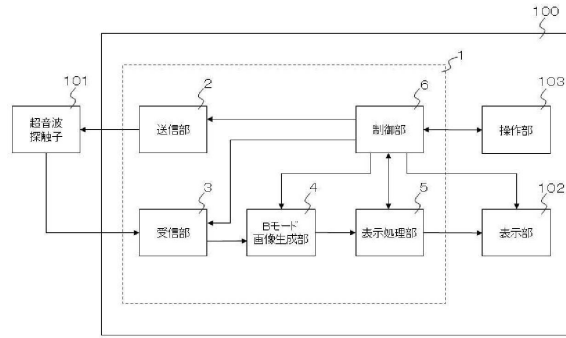 100
1
101
2
6
103
超音波
探触子
送信部
制御部
操作部
3
4
5
102
受信部
Bモード
画像生成部
表示処理部
表示部